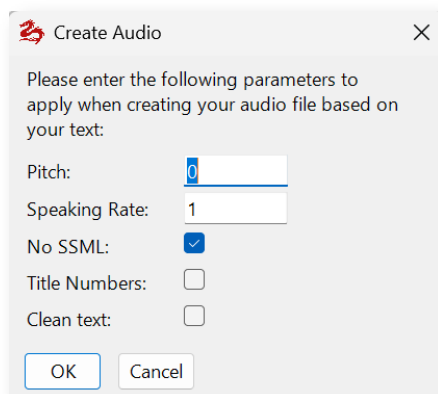 Create Audio
Please enter the following parameters to
apply when creating your audio file based on
your text:
Pitch: 0
Speaking Rate: 1
No SSML:
Title Numbers:
Clean text:
OK Cancel